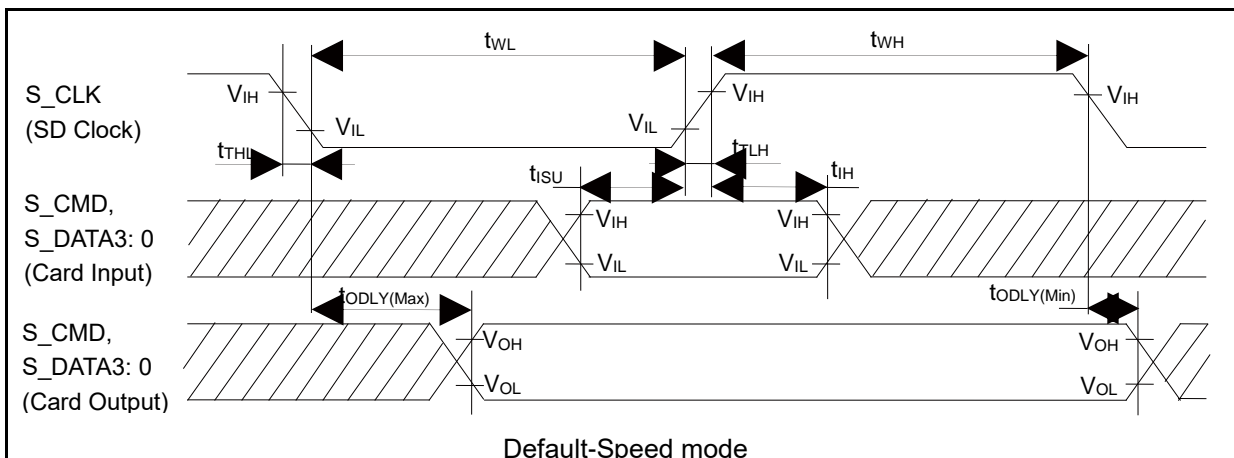 tWL
tWH
S_CLK
(SD Clock)
VIH
VIL
VIL
VIH
VIH
tTHL
tTLH
tISU
tIH
S_CMD,
S_DATA3: 0
(Card Input)
VIH
VIL
VIH
VIL
tODLY(Max)
tODLY(Min)
S_CMD,
S_DATA3: 0
(Card Output)
VOH
VOL
VOH
VOL
Default-Speed mode